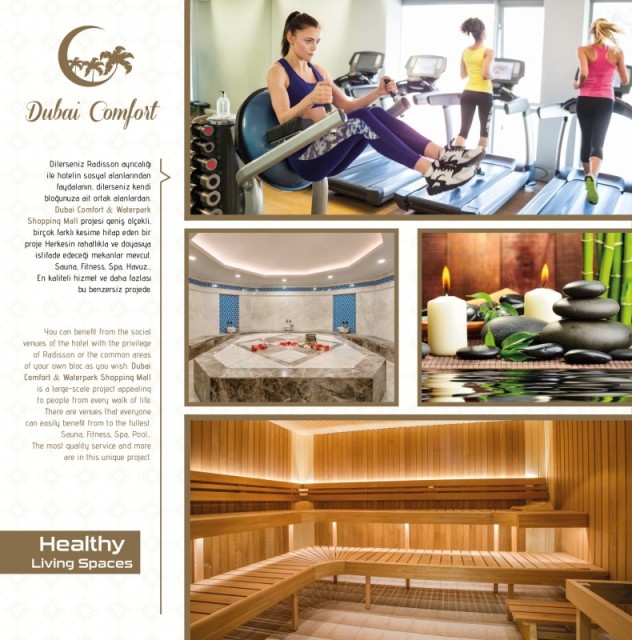 Dubai Comfort
Dilerseniz Radisson ayrıcalığı
ile hotelin sosyal alanlarından
faydalanın, dilerseniz kendi
bloğunuza ait ortak alanlardan.
Dubai Comfort & Waterpark
Shopping Mall projesi geniş ölçekli,
birçok farklı kesime hitap eden bir
proje. Herkesin rahatlıkla ve doyasıya
istifade edeceği mekanlar mevcut.
Sauna, Fitness, Spa, Havuz...
En kaliteli hizmet ve daha fazlası
bu benzersiz projede.
You can benefit from the social
venues of the hotel with the privilege
of Radisson or the common areas
of your own bloc as you wish. Dubai
Comfort & Waterpark Shopping Mall
is a large-scale project appealing
to people from every walk of life.
There are venues that everyone
can easily benefit from to the fullest.
Sauna, Fitness, Spa, Pool...
The most quality service and more
are in this unique project.
Healthy
Living Spaces